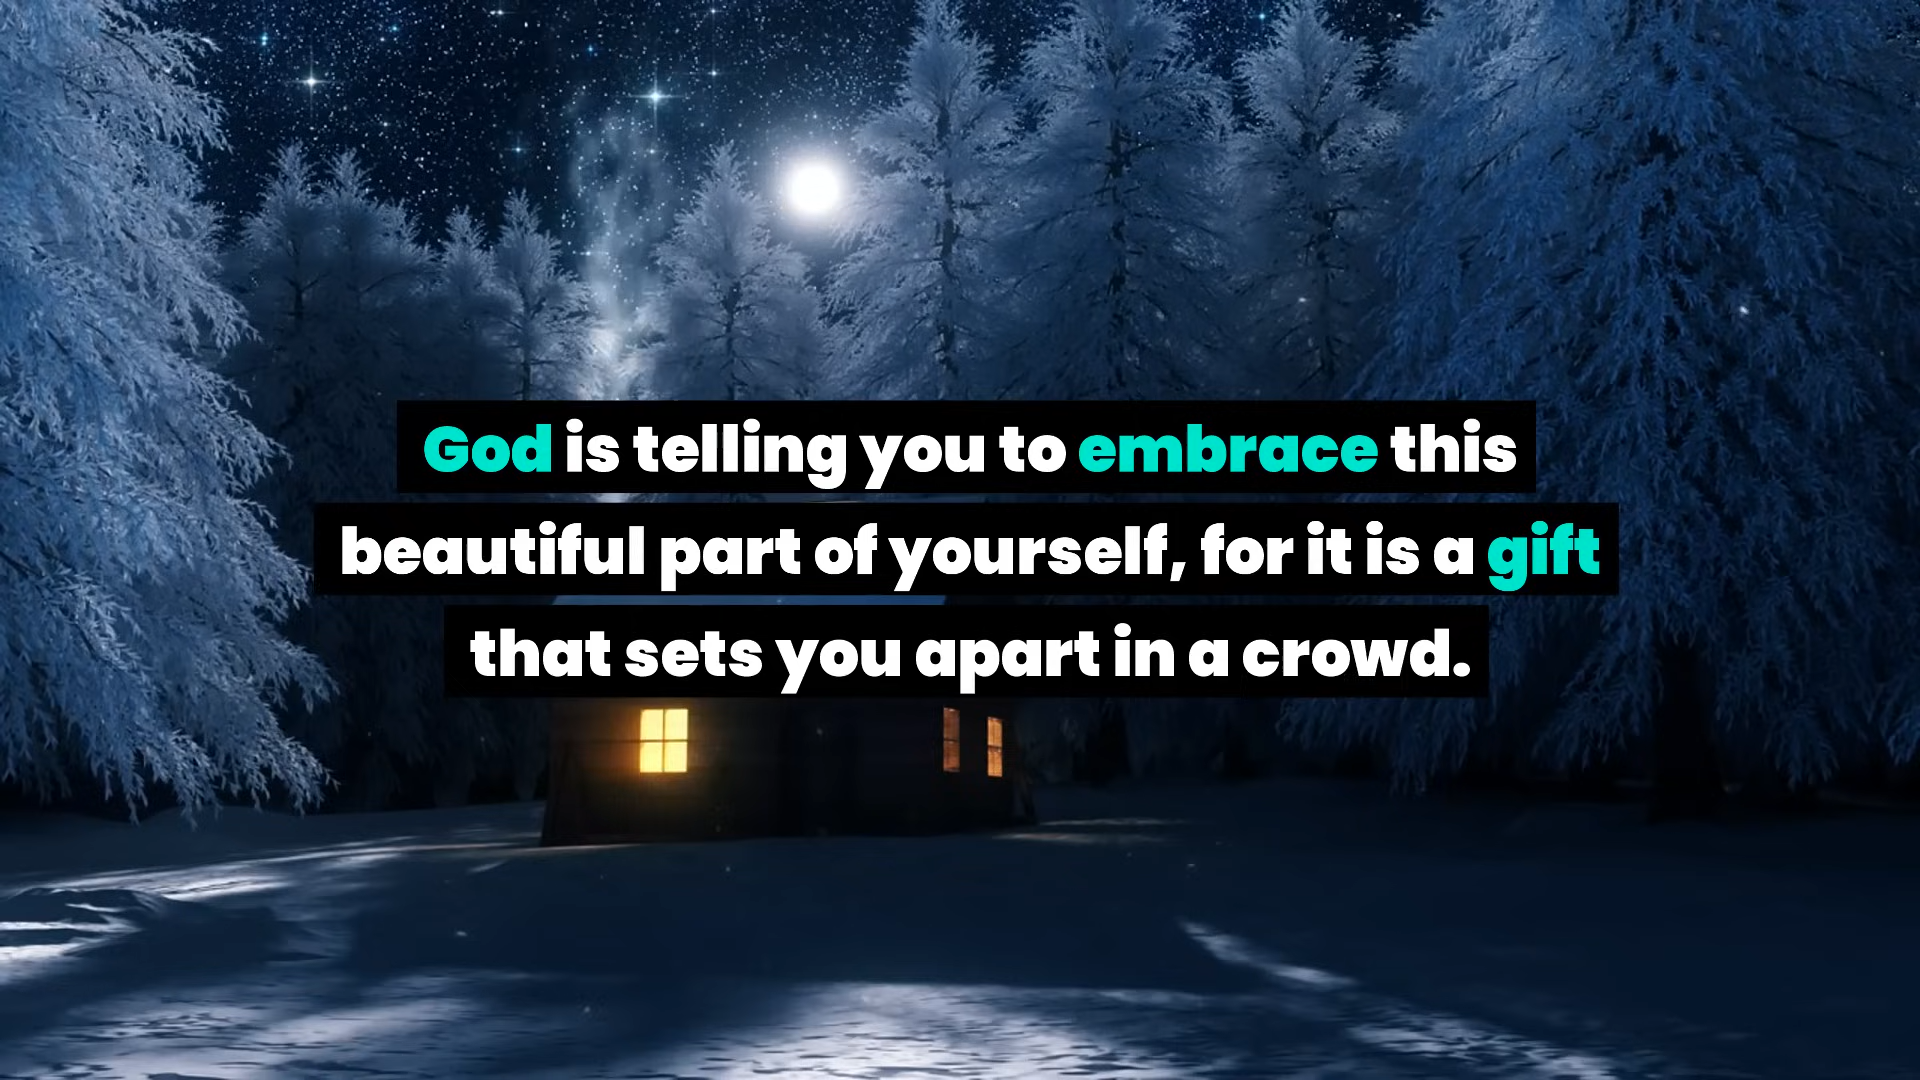 God is telling you to embrace this
beautiful part of yourself, for it is a gift
that sets you apart in a crowd.